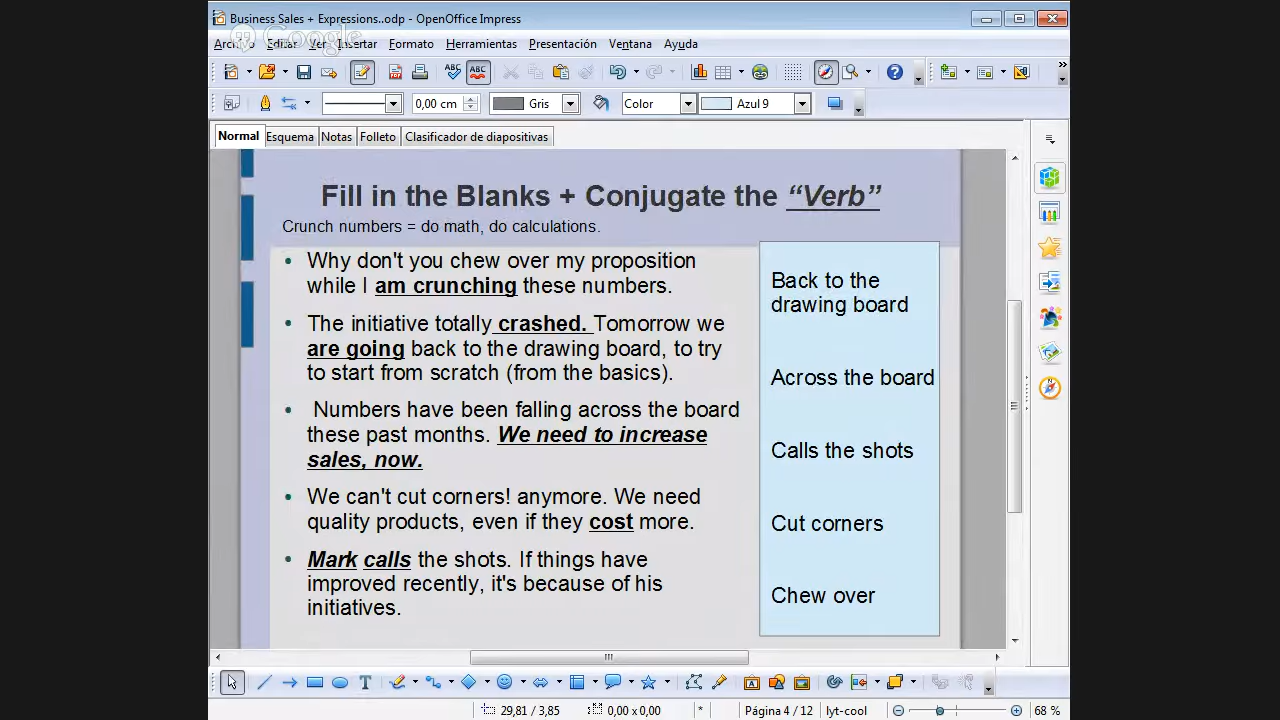 Business Sales + Expressions..odp - OpenOffice Impress
Google
Archivo Editar Ver Insertar Formato Herramientas Presentación Ventana Ayuda
0,00 cm Gris Color Azul 9
Normal Esquema Notas Folleto Clasificador de diapositivas
Fill in the Blanks + Conjugate the “Verb”
Crunch numbers = do math, do calculations.
• Why don't you chew over my proposition
while I am crunching these numbers.
• The initiative totally crashed. Tomorrow we
are going back to the drawing board, to try
to start from scratch (from the basics).
• Numbers have been falling across the board
these past months. We need to increase
sales, now.
• We can't cut corners! anymore. We need
quality products, even if they cost more.
• Mark calls the shots. If things have
improved recently, it's because of his
initiatives.
Back to the
drawing board
Across the board
Calls the shots
Cut corners
Chew over
29,81 / 3,85 0,00 x 0,00 * Página 4 / 12 lyt-cool 68 %